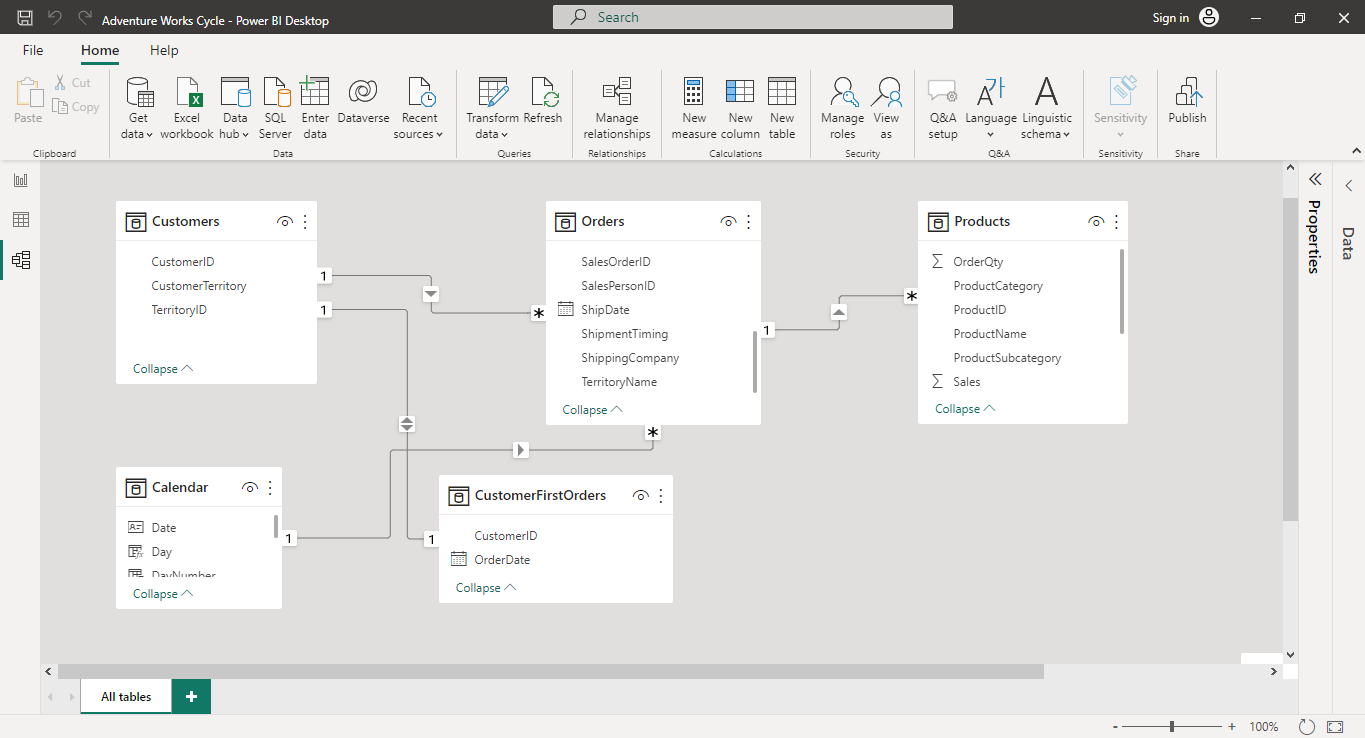 Adventure Works Cycle - Power BI Desktop
Search
Sign in
File
Home
Help
Paste
Cut
Copy
Clipboard
Get
data
Excel
workbook
Data
hub
SQL
Server
Enter
data
Dataverse
Recent
sources
Data
Transform
data
Refresh
Queries
Manage
relationships
Relationships
New
measure
New
column
New
table
Calculations
Manage
roles
View
as
Security
Q&A
setup
Language
Linguistic
schema
Q&A
Sensitivity
Sensitivity
Publish
Share
Customers
CustomerID
CustomerTerritory
TerritoryID
Collapse
1
1
*
Orders
SalesOrderID
SalesPersonID
ShipDate
ShipmentTiming
ShippingCompany
TerritoryName
Collapse
1
*
*
Products
OrderQty
ProductCategory
ProductID
ProductName
ProductSubcategory
Sales
Collapse
Calendar
Date
Day
DayNumber
Collapse
1
1
CustomerFirstOrders
CustomerID
OrderDate
Collapse
Properties
Data
All tables
+
- + 100%